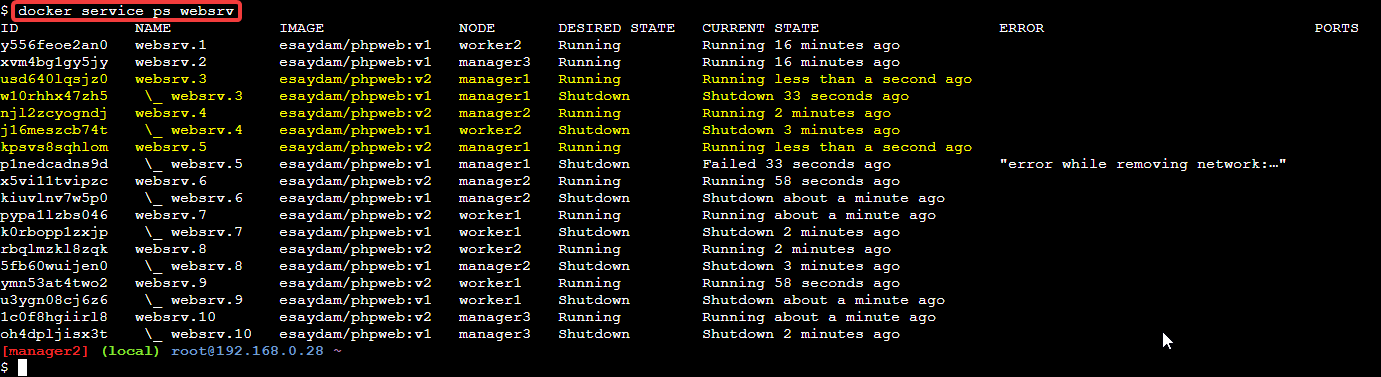 $ docker service ps websrv
ID NAME IMAGE NODE DESIRED STATE CURRENT STATE ERROR PORTS
y556feoe2an0 websrv.1 esaydam/phpweb:v1 worker2 Running Running 16 minutes ago
xvm4bg1gy5jy websrv.2 esaydam/phpweb:v1 manager3 Running Running 16 minutes ago
usd640lqsjz0 websrv.3 esaydam/phpweb:v2 manager1 Running Running less than a second ago
w10rhhx47zh5 \_ websrv.3 esaydam/phpweb:v1 manager1 Shutdown Shutdown 33 seconds ago
njl2zcyogndj websrv.4 esaydam/phpweb:v2 manager2 Running Running 2 minutes ago
j16meszcb74t \_ websrv.4 esaydam/phpweb:v1 worker2 Shutdown Shutdown 3 minutes ago
kpsvs8sqhlom websrv.5 esaydam/phpweb:v2 manager1 Running Running less than a second ago
p1nedcadns9d \_ websrv.5 esaydam/phpweb:v1 manager1 Shutdown Failed 33 seconds ago "error while removing network:…"
x5vi11tvipzc websrv.6 esaydam/phpweb:v2 manager2 Running Running 58 seconds ago
kiuvlnv7w5p0 \_ websrv.6 esaydam/phpweb:v1 manager2 Shutdown Shutdown about a minute ago
pypa1lzbs046 websrv.7 esaydam/phpweb:v2 worker1 Running Running about a minute ago
k0rbopp1zxjp \_ websrv.7 esaydam/phpweb:v1 worker1 Shutdown Shutdown 2 minutes ago
rbqlmzkl8zqk websrv.8 esaydam/phpweb:v2 worker2 Running Running 2 minutes ago
5fb60wuijen0 \_ websrv.8 esaydam/phpweb:v1 manager2 Shutdown Shutdown 3 minutes ago
ymn53at4two2 websrv.9 esaydam/phpweb:v2 worker1 Running Running 58 seconds ago
u3ygn08cj6z6 \_ websrv.9 esaydam/phpweb:v1 worker1 Shutdown Shutdown about a minute ago
1c0f8hgiirl8 websrv.10 esaydam/phpweb:v2 manager3 Running Running about a minute ago
oh4dpljisx3t \_ websrv.10 esaydam/phpweb:v1 manager3 Shutdown Shutdown 2 minutes ago
[manager2] (local) root@192.168.0.28 ~
$